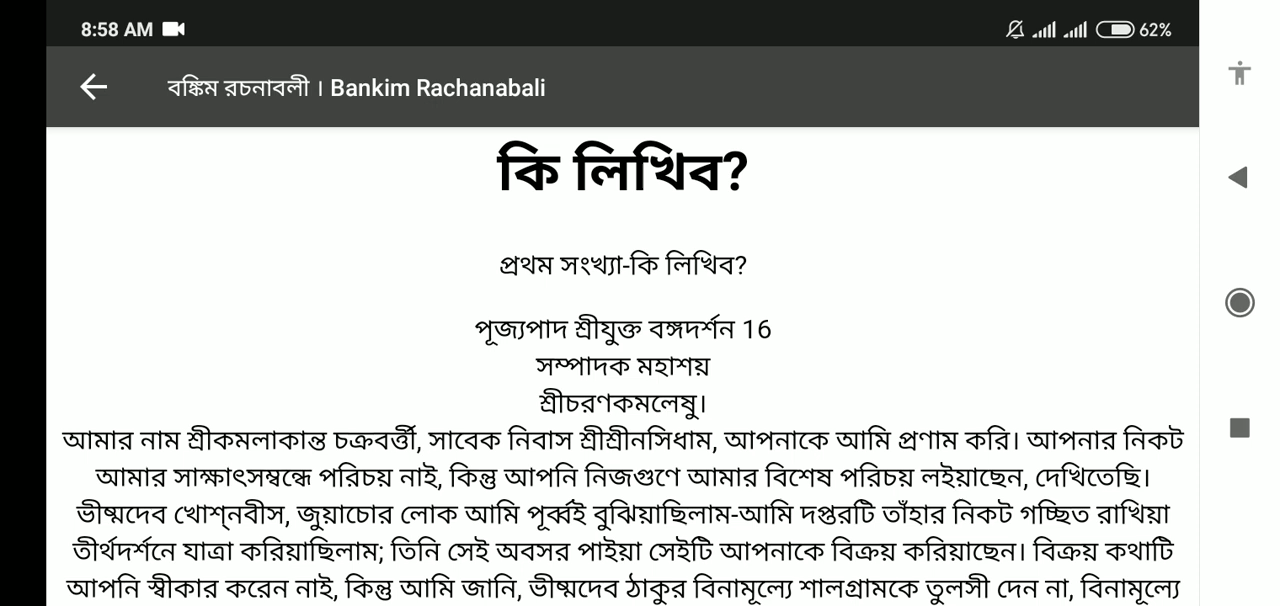 8:58 AM 62%
বঙ্কিম রচনাবলী । Bankim Rachanabali
কি লিখিব?
প্রথম সংখ্যা-কি লিখিব?
পূজ্যপাদ শ্রীযুক্ত বঙ্গদর্শন 16
সম্পাদক মহাশয়
শ্রীচরণকমলেষু।
আমার নাম শ্রীকমলাকান্ত চক্রবর্ত্তী, সাবেক নিবাস শ্রীশ্রীনসিধাম, আপনাকে আমি প্রণাম করি। আপনার নিকট
আমার সাক্ষাৎসম্বন্ধে পরিচয় নাই, কিন্তু আপনি নিজগুণে আমার বিশেষ পরিচয় লইয়াছেন, দেখিতেছি।
ভীষ্মদেব খোশ্‌নবীস, জুয়াচোর লোক আমি পূর্ব্বই বুঝিয়াছিলাম-আমি দপ্তরটি তাঁহার নিকট গচ্ছিত রাখিয়া
তীর্থদর্শনে যাত্রা করিয়াছিলাম; তিনি সেই অবসর পাইয়া সেইটি আপনাকে বিক্রয় করিয়াছেন। বিক্রয় কথাটি
আপনি স্বীকার করেন নাই, কিন্তু আমি জানি, ভীষ্মদেব ঠাকুর বিনামূল্যে শালগ্রামকে তুলসী দেন না, বিনামূল্যে